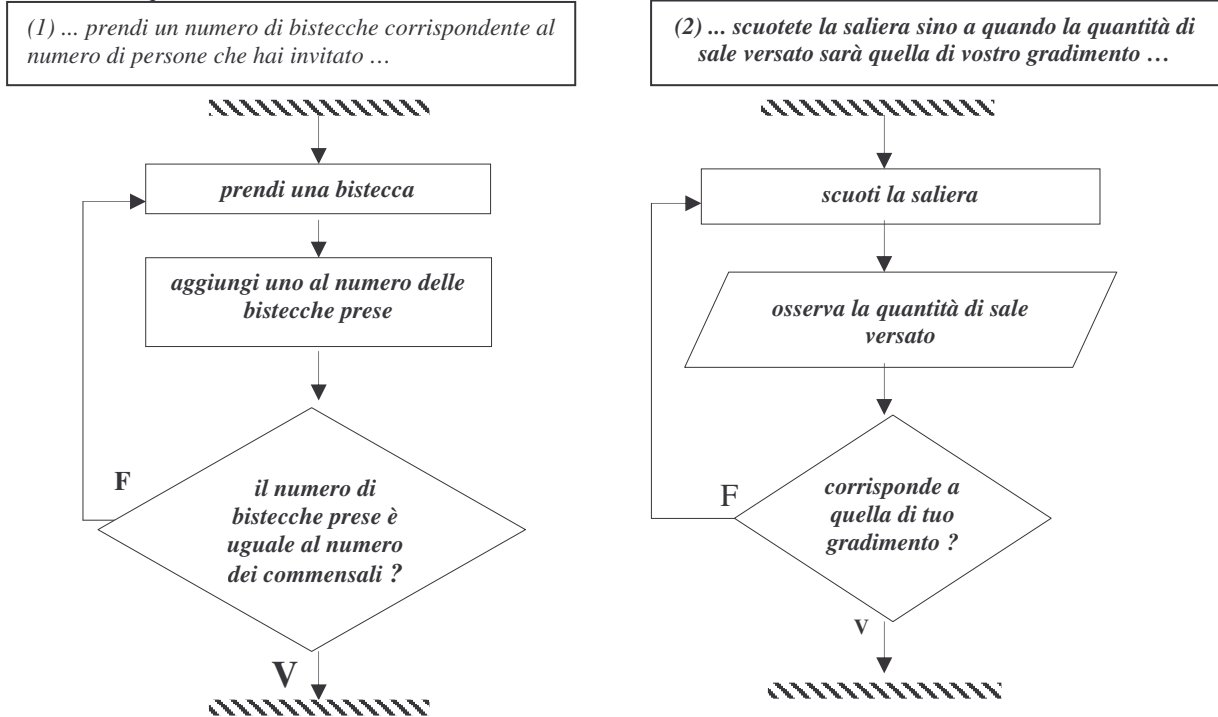 (1) ... prendi un numero di bistecche corrispondente al
numero di persone che hai invitato …
prendi una bistecca
aggiungi uno al numero delle
bistecche prese
F
il numero di
bistecche prese è
uguale al numero
dei commensali ?
V
(2) ... scuotete la saliera sino a quando la quantità di
sale versato sarà quella di vostro gradimento …
scuoti la saliera
osserva la quantità di sale
versato
F
corrisponde a
quella di tuo
gradimento ?
V